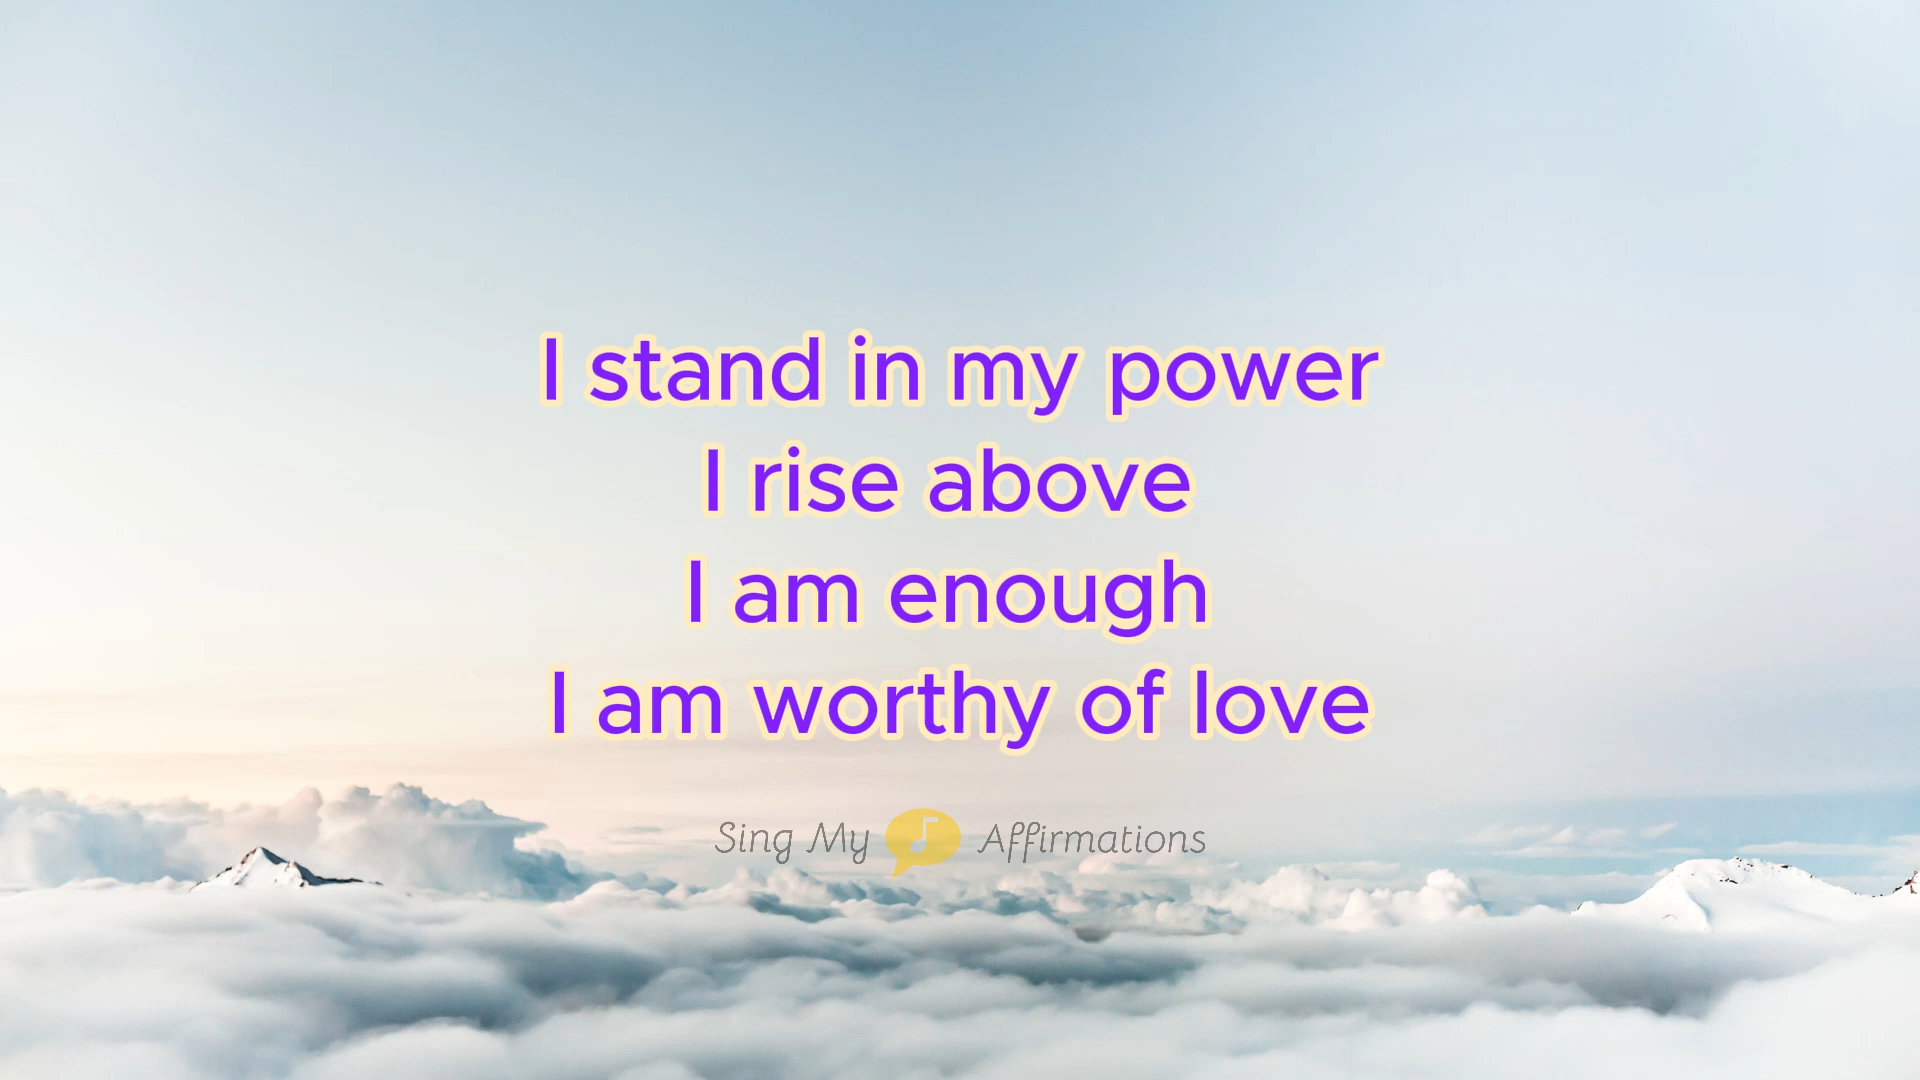 I stand in my power
I rise above
I am enough
I am worthy of love
Sing My Affirmations